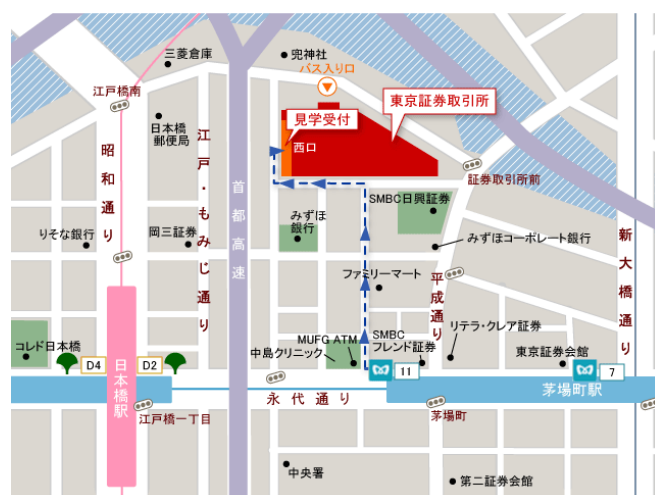 三菱倉庫
兜神社
バス入り口
江戸橋南
日本橋
郵便局
東京証券取引所
見学受付
西口
昭和通り
江戸・もみじ通り
首都高速
証券取引所前
SMBC日興証券
みずほ
銀行
りそな銀行
岡三証券
みずほコーポレート銀行
新大橋通り
ファミリーマート
平成通り
コレド日本橋
MUFG ATM
中島クリニック
SMBC
フレンド証券
リテラ・クレア証券
東京証券会館
D4
日本橋駅
D2
11
7
茅場町駅
永代通り
江戸橋一丁目
茅場町
中央署
第二証券会館